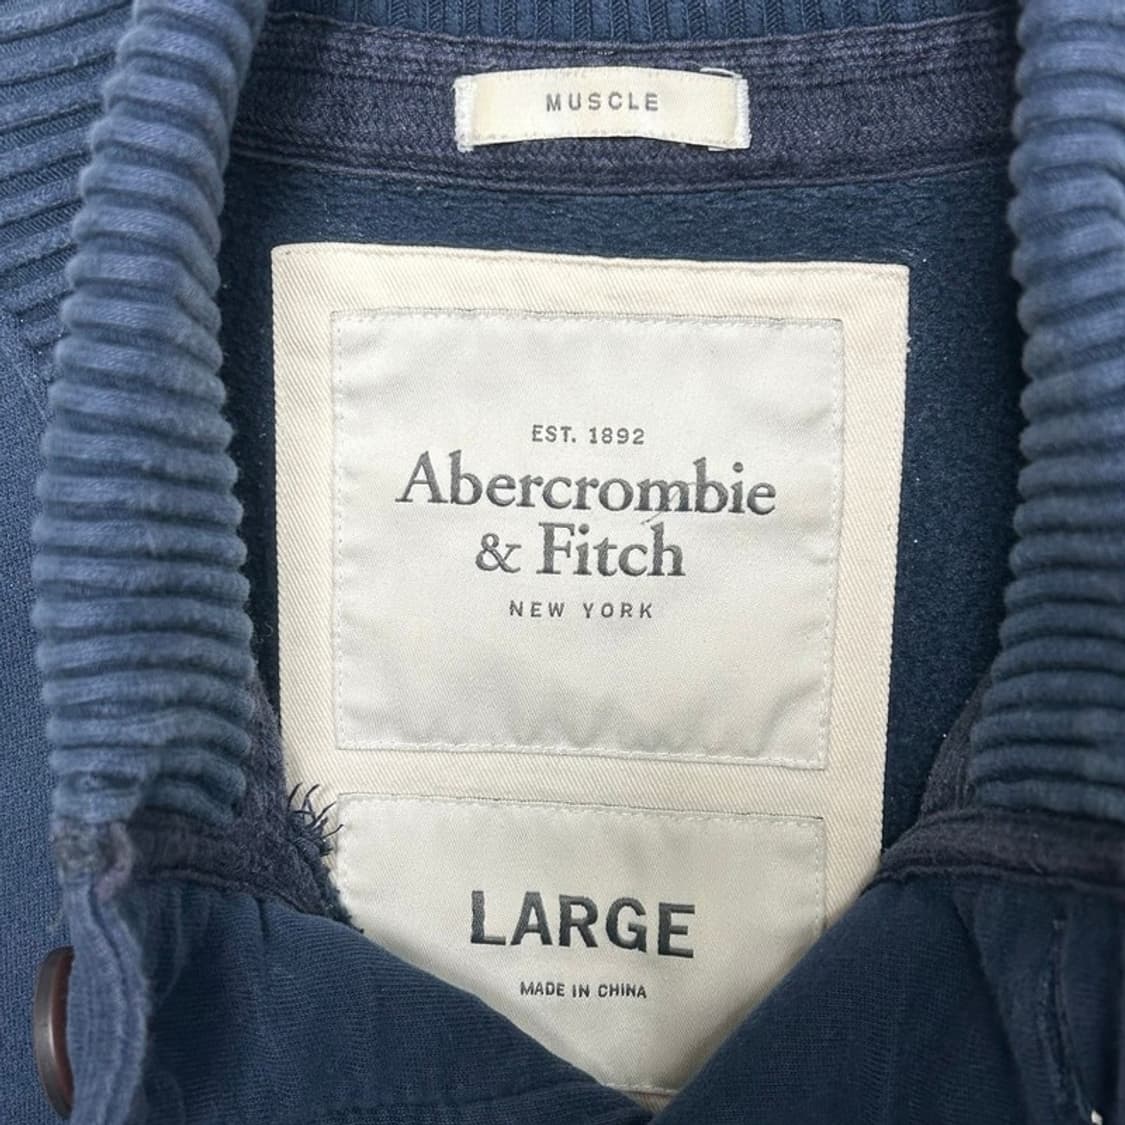 MUSCLE
EST. 1892
Abercrombie
& Fitch
NEW YORK
LARGE
MADE IN CHINA